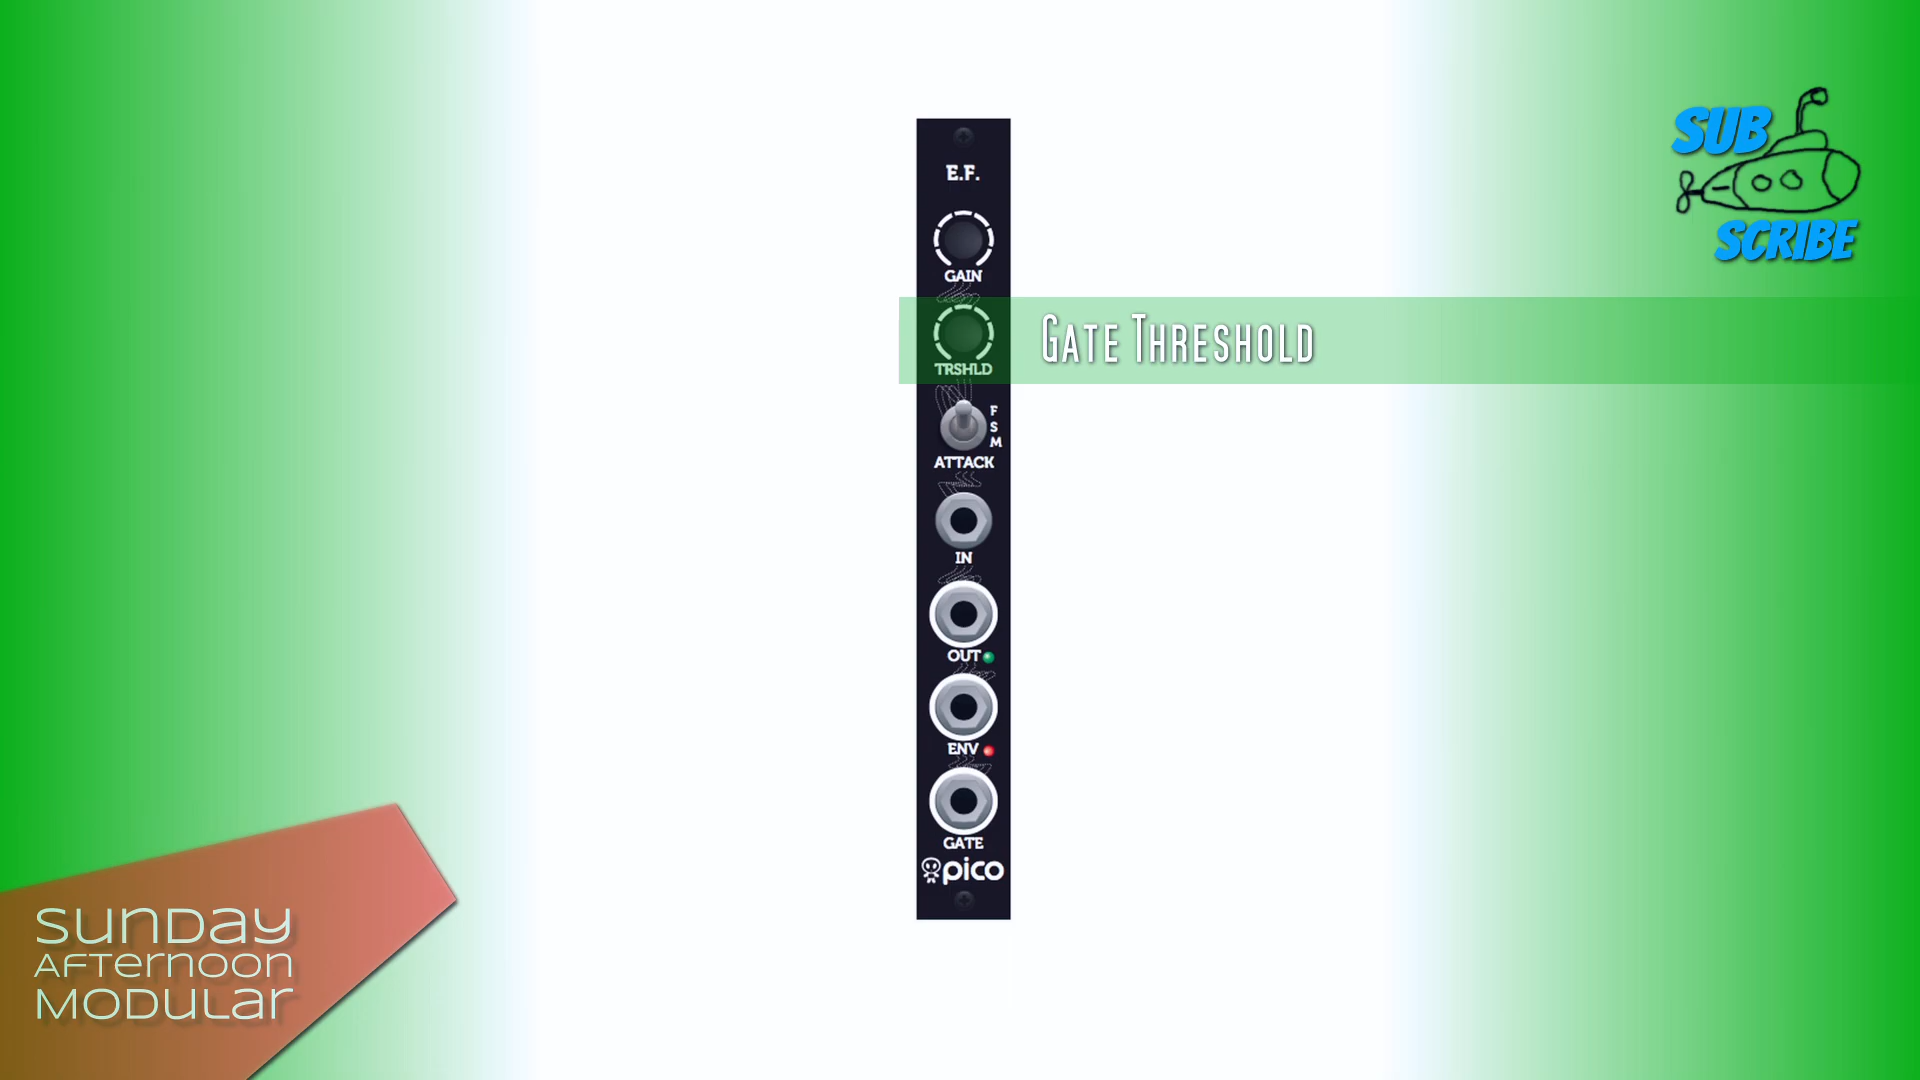 SUB
SCRIBE
E.F.
GAIN
Gate Threshold
TRSHLD
F
S
M
ATTACK
IN
OUT
ENV
GATE
pico
Sunday
Afternoon
Modular